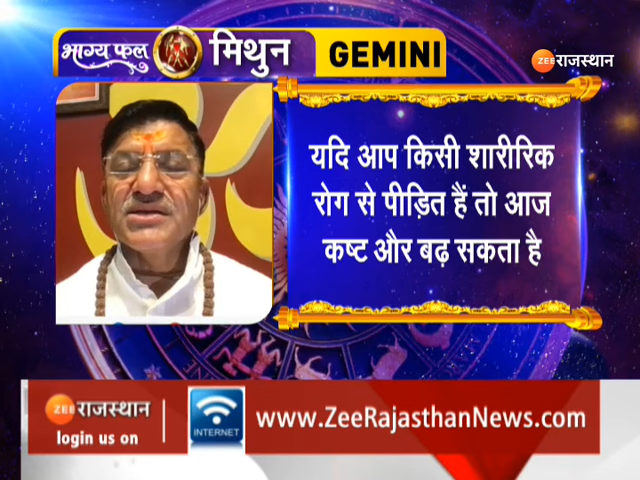 भाग्य फल
मिथुन
GEMINI
ZEE राजस्थान
यदि आप किसी शारीरिक
रोग से पीड़ित हैं तो आज
कष्ट और बढ़ सकता है
ZEE राजस्थान
login us on
INTERNET
www.ZeeRajasthanNews.com